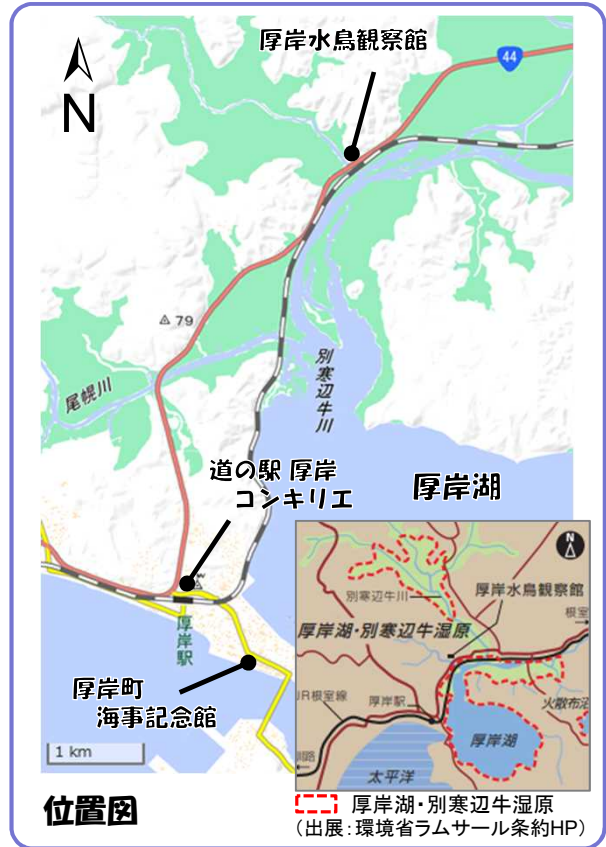 厚岸水鳥観察館
44
N
79
別寒辺牛川
尾幌川
道の駅 厚岸
コンキリエ
厚岸湖
厚岸駅
厚岸町
海事記念館
1 km
N
別寒辺牛川
厚岸水鳥観察館
根室
厚岸湖・別寒辺牛湿原
JR根室線
厚岸駅
火散布沼
厚岸湖
釧路
太平洋
位置図
厚岸湖・別寒辺牛湿原
(出展:環境省ラムサール条約HP)